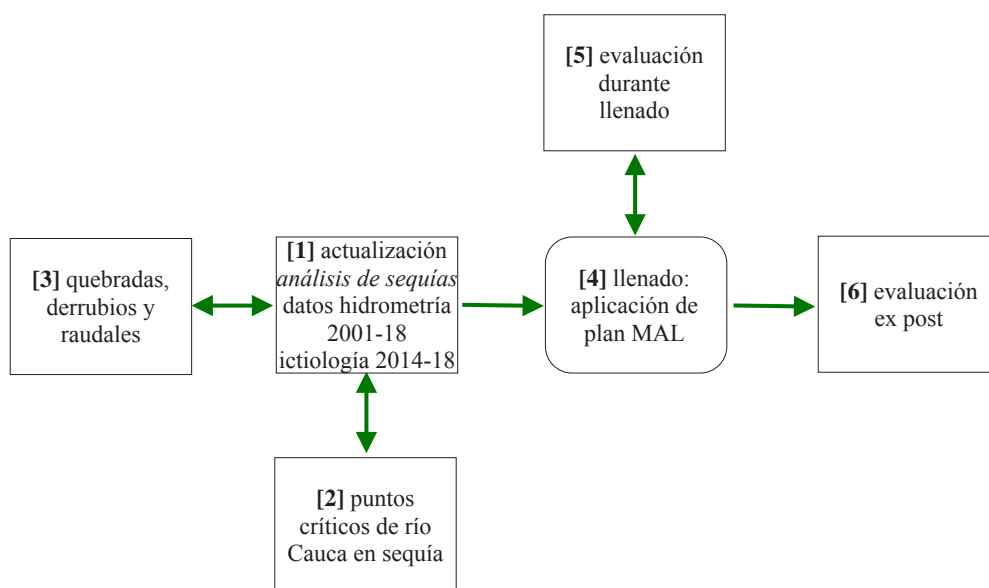 [5] evaluación
durante
llenado
[3] quebradas,
derrubios y
raudales
[1] actualización
análisis de sequías
datos hidrometría
2001-18
ictiología 2014-18
[4] llenado:
aplicación de
plan MAL
[6] evaluación
ex post
[2] puntos
críticos de río
Cauca en sequía